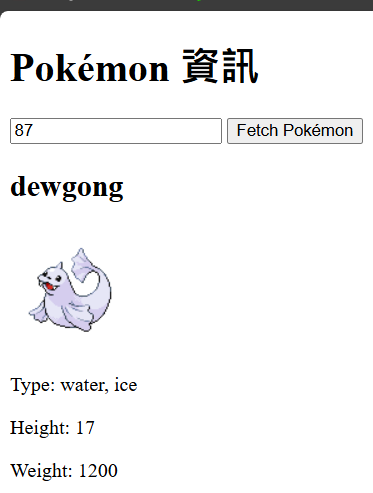 Pokémon 資訊
87
Fetch Pokémon
dewgong
Type: water, ice
Height: 17
Weight: 1200